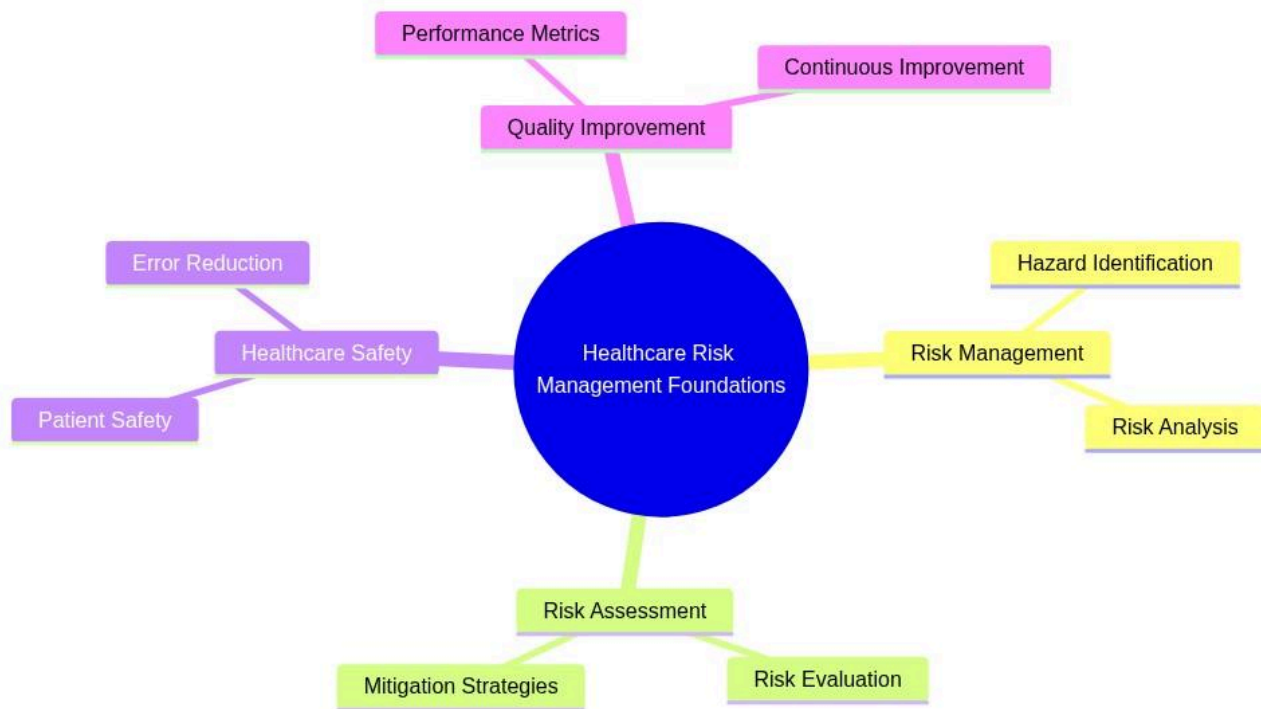 Performance Metrics
Continuous Improvement
Quality Improvement
Error Reduction
Hazard Identification
Healthcare Safety
Healthcare Risk
Management Foundations
Risk Management
Patient Safety
Risk Analysis
Risk Assessment
Mitigation Strategies
Risk Evaluation